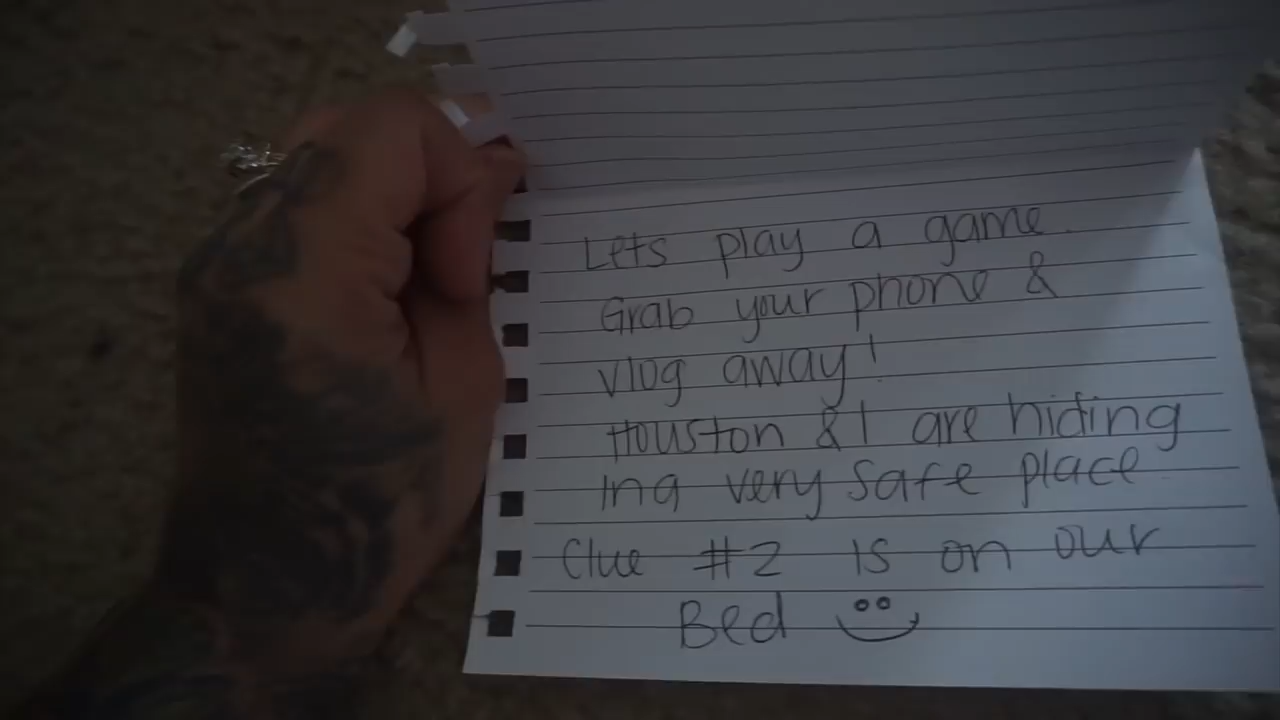 Lets play a game.
Grab your phone &
vlog away!
Houston & I are hiding
in a very safe place
Clue #2 is on our
Bed